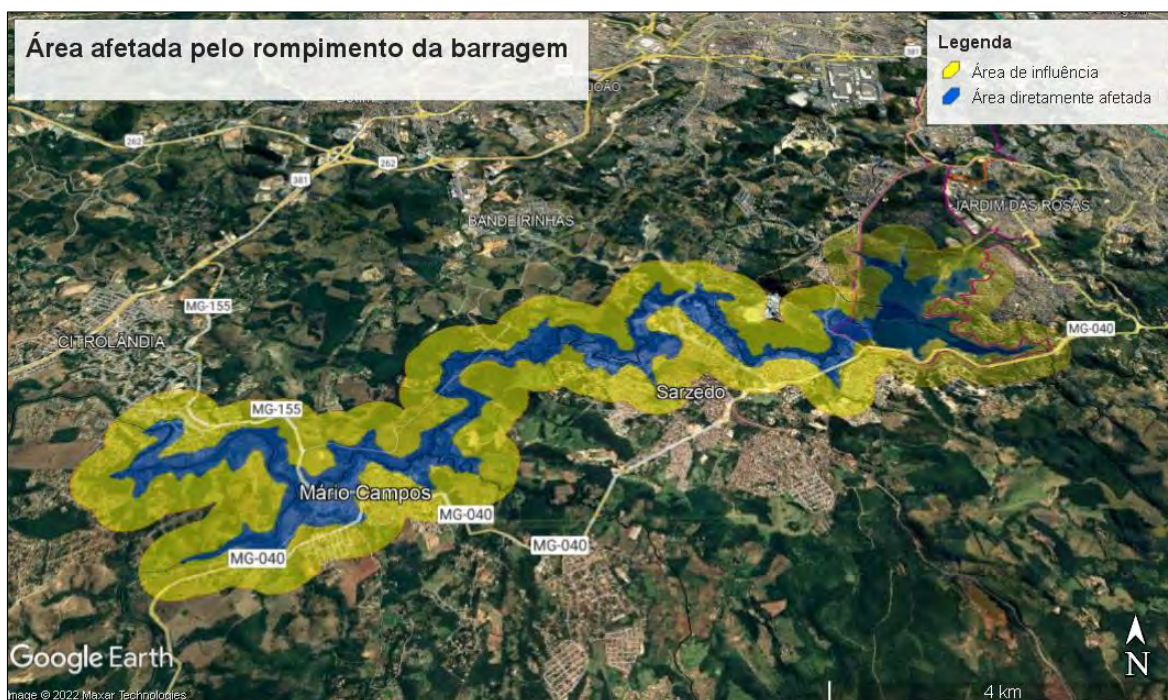 Área afetada pelo rompimento da barragem
Legenda
Área de influência
Área diretamente afetada
381
262
262
381
BANDEIRINHAS
JARDIM DAS ROSAS
MG-155
CITROLÂNDIA
MG-040
Sarzedo
MG-155
Mário Campos
MG-040
MG-040
MG-040
Google Earth
Image © 2022 Maxar Technologies
4 km
N